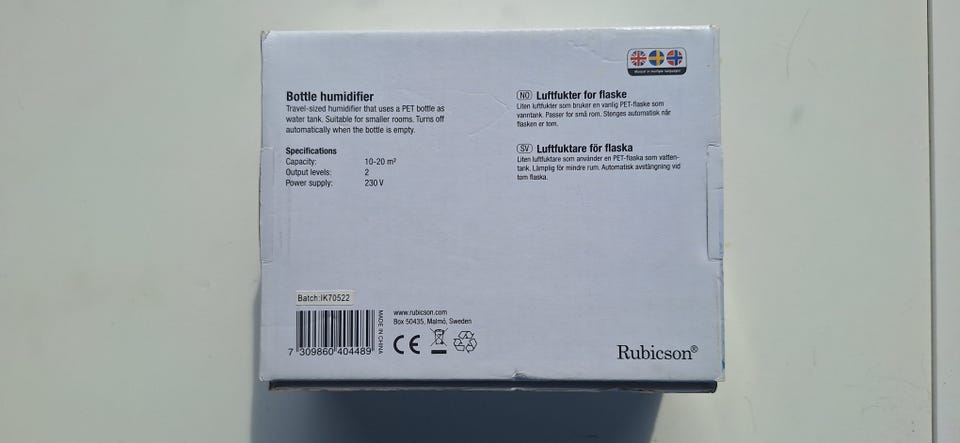 Manual in multiple languages
Bottle humidifier
Travel-sized humidifier that uses a PET bottle as
water tank. Suitable for smaller rooms. Turns off
automatically when the bottle is empty.
Specifications
Capacity: 10-20 m²
Output levels: 2
Power supply: 230 V
NO Luftfukter for flaske
Liten luftfukter som bruker en vanlig PET-flaske som
vanntank. Passer for små rom. Stenges automatisk når
flasken er tom.
SV Luftfuktare för flaska
Liten luftfuktare som använder en PET-flaska som vatten-
tank. Lämplig för mindre rum. Automatisk avstängning vid
tom flaska.
Batch:IK70522
7 309860 404489
MADE IN CHINA
www.rubicson.com
Box 50435, Malmö, Sweden
CE
Rubicson®